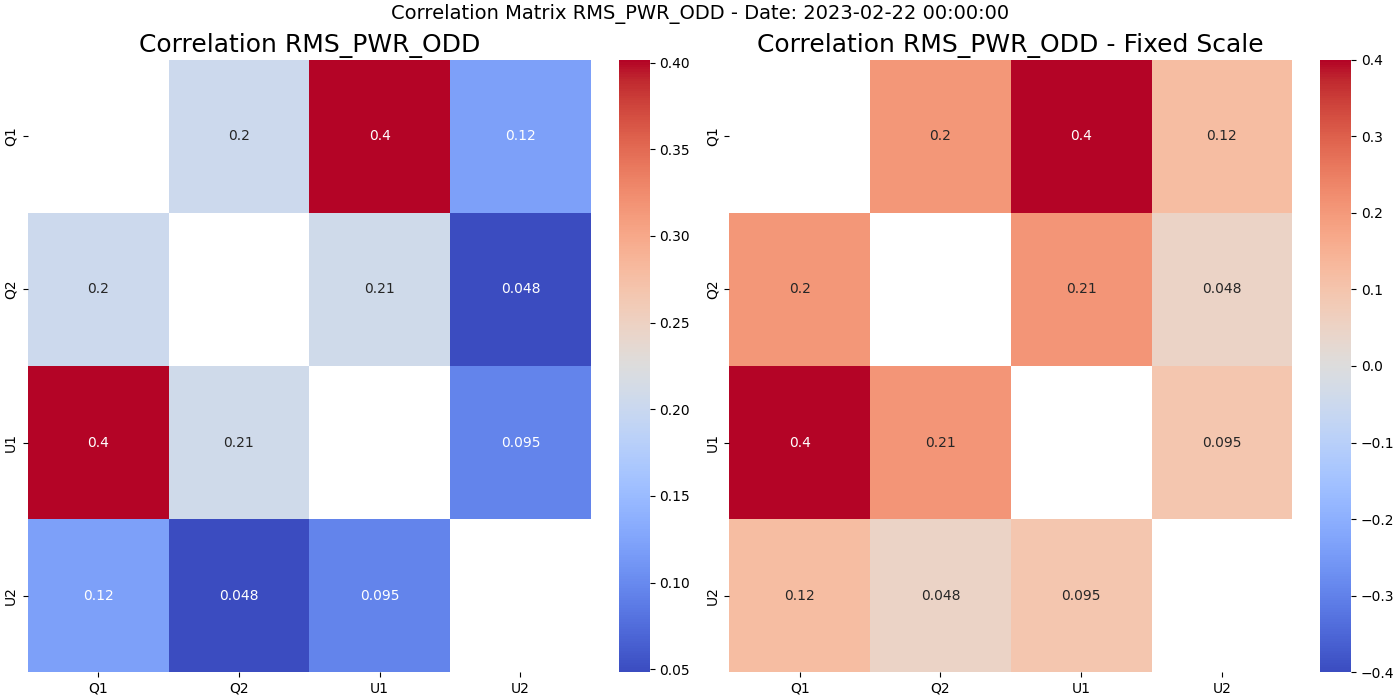 Correlation Matrix RMS_PWR_ODD - Date: 2023-02-22 00:00:00
Correlation RMS_PWR_ODD
Q1
0.2
0.4
0.12
Q2
0.2
0.21
0.048
U1
0.4
0.21
0.095
U2
0.12
0.048
0.095
Q1
Q2
U1
U2
0.40
0.35
0.30
0.25
0.20
0.15
0.10
0.05
Correlation RMS_PWR_ODD - Fixed Scale
Q1
0.2
0.4
0.12
Q2
0.2
0.21
0.048
U1
0.4
0.21
0.095
U2
0.12
0.048
0.095
Q1
Q2
U1
U2
0.4
0.3
0.2
0.1
0.0
−0.1
−0.2
−0.3
−0.4